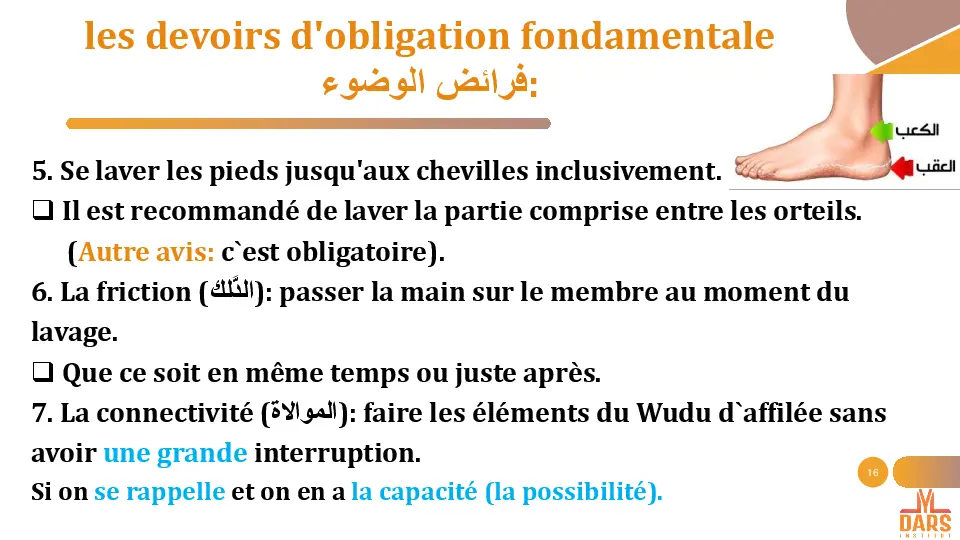 les devoirs d'obligation fondamentale
فرائض الوضوء:
الكعب
العقب
5. Se laver les pieds jusqu'aux chevilles inclusivement.
❑ Il est recommandé de laver la partie comprise entre les orteils.
(Autre avis: c`est obligatoire).
6. La friction (الدَّلك): passer la main sur le membre au moment du
lavage.
❑ Que ce soit en même temps ou juste après.
7. La connectivité (الموالاة): faire les éléments du Wudu d`affilée sans
avoir une grande interruption.
Si on se rappelle et on en a la capacité (la possibilité).
16
DARS
INSTITUT